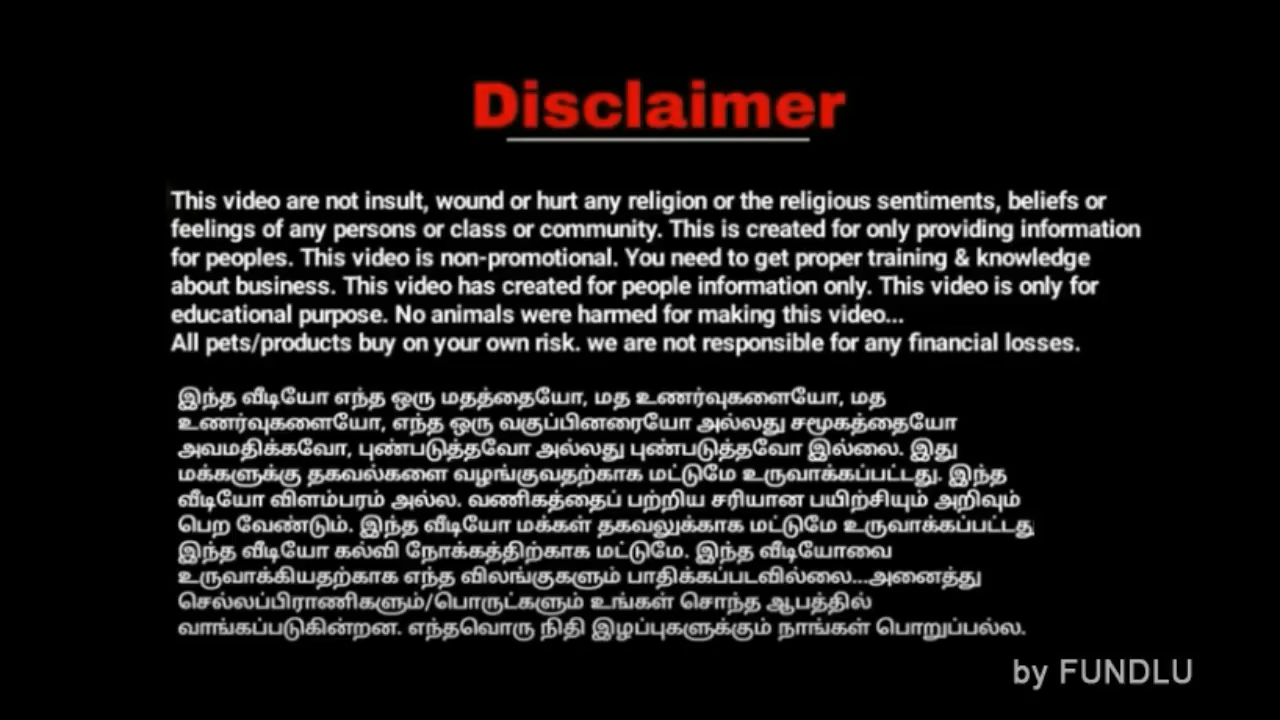 Disclaimer
This video are not insult, wound or hurt any religion or the religious sentiments, beliefs or
feelings of any persons or class or community. This is created for only providing information
for peoples. This video is non-promotional. You need to get proper training & knowledge
about business. This video has created for people information only. This video is only for
educational purpose. No animals were harmed for making this video...
All pets/products buy on your own risk. we are not responsible for any financial losses.
இந்த வீடியோ எந்த ஒரு மதத்தையோ, மத உணர்வுகளையோ, மத
உணர்வுகளையோ, எந்த ஒரு வகுப்பினரையோ அல்லது சமூகத்தையோ
அவமதிக்கவோ, புண்படுத்தவோ அல்லது புண்படுத்தவோ இல்லை. இது
மக்களுக்கு தகவல்களை வழங்குவதற்காக மட்டுமே உருவாக்கப்பட்டது. இந்த
வீடியோ விளம்பரம் அல்ல. வணிகத்தைப் பற்றிய சரியான பயிற்சியும் அறிவும்
பெற வேண்டும். இந்த வீடியோ மக்கள் தகவலுக்காக மட்டுமே உருவாக்கப்பட்டது
இந்த வீடியோ கல்வி நோக்கத்திற்காக மட்டுமே. இந்த வீடியோவை
உருவாக்கியதற்காக எந்த விலங்குகளும் பாதிக்கப்படவில்லை...அனைத்து
செல்லப்பிராணிகளும்/பொருட்களும் உங்கள் சொந்த ஆபத்தில்
வாங்கப்படுகின்றன. எந்தவொரு நிதி இழப்புகளுக்கும் நாங்கள் பொறுப்பல்ல.
by FUNDLU